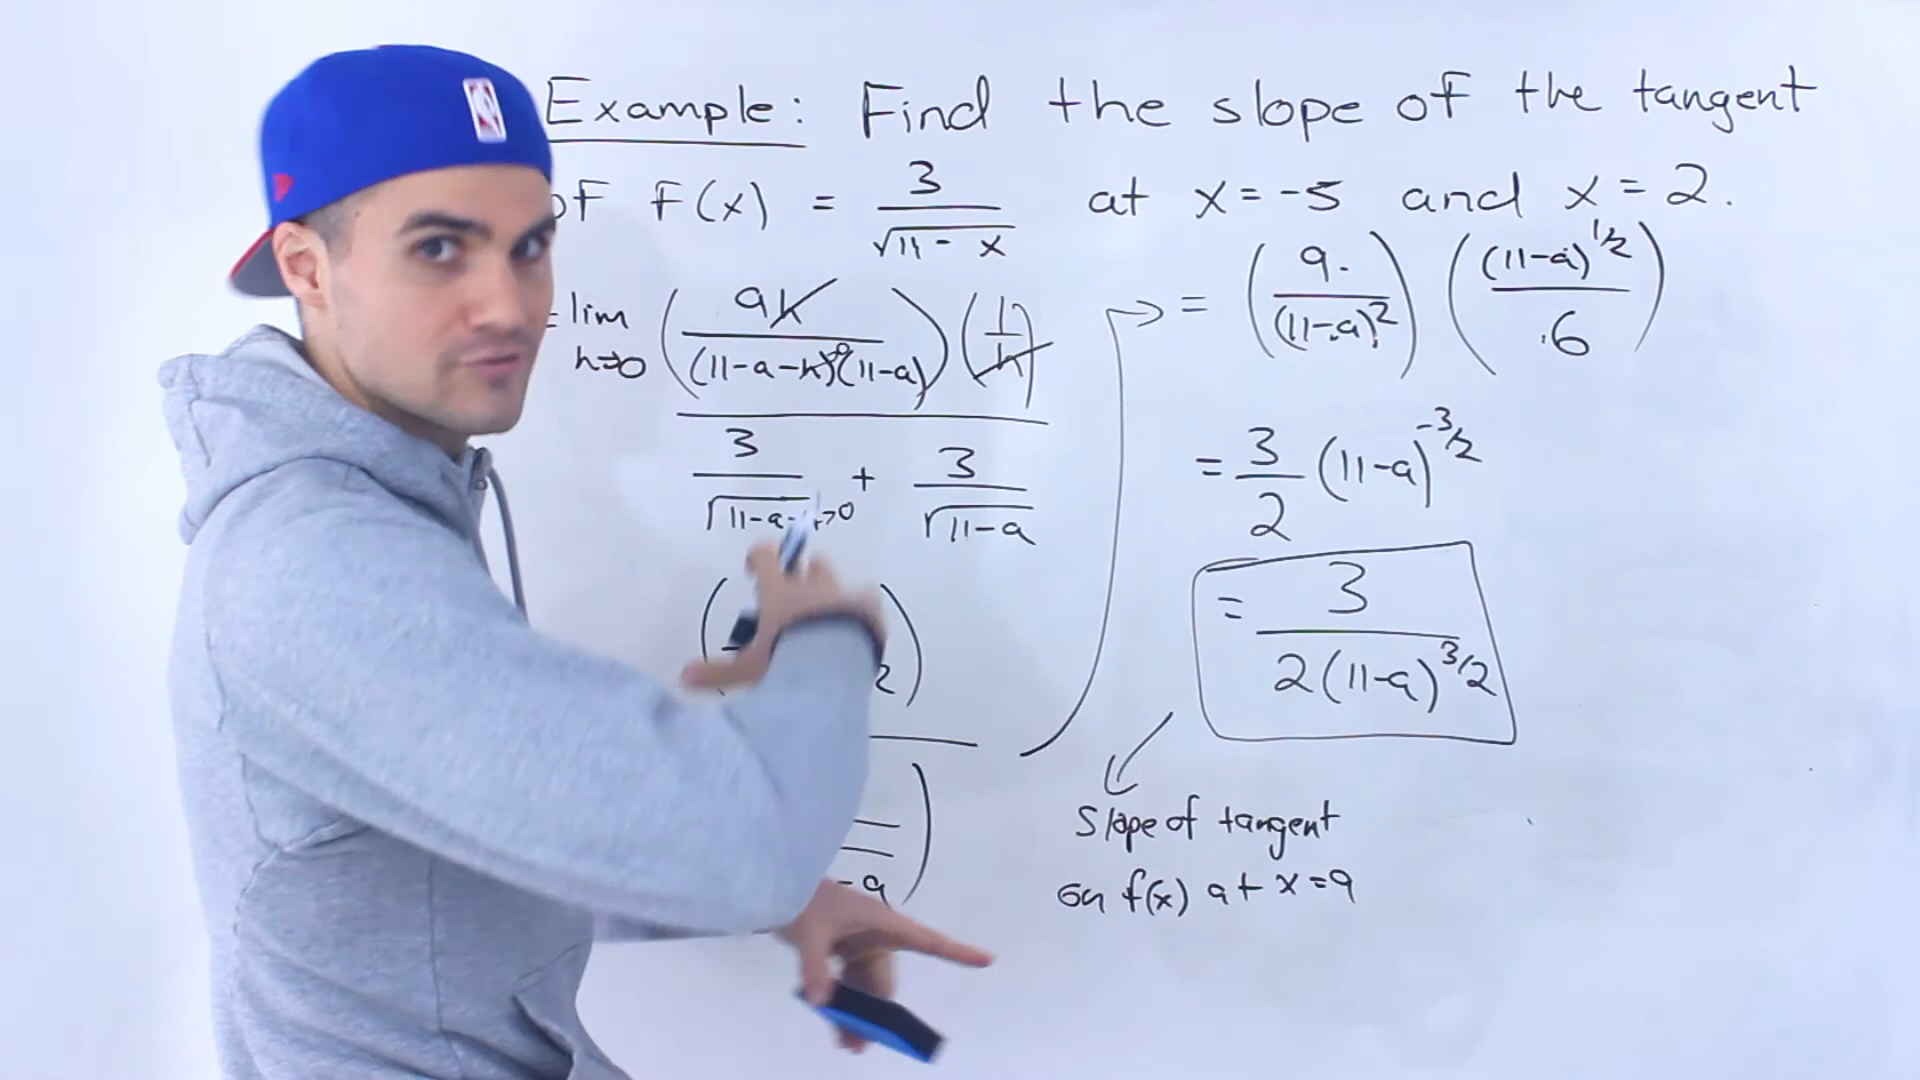 Example: Find the slope of the tangent
of F(x) = 3/√(11 - x) at x = -5 and x = 2.
= lim h→0 (9h/((11-a-h)→0(11-a))) (1/h)
3/√(11-a-h→0) + 3/√(11-a)
2
-a
= (9/(11-a)²) ((11-a)^1/2/6)
= 3/2 (11-a)^-3/2
= 3/(2(11-a)^3/2)
Slope of tangent
on f(x) at x=a